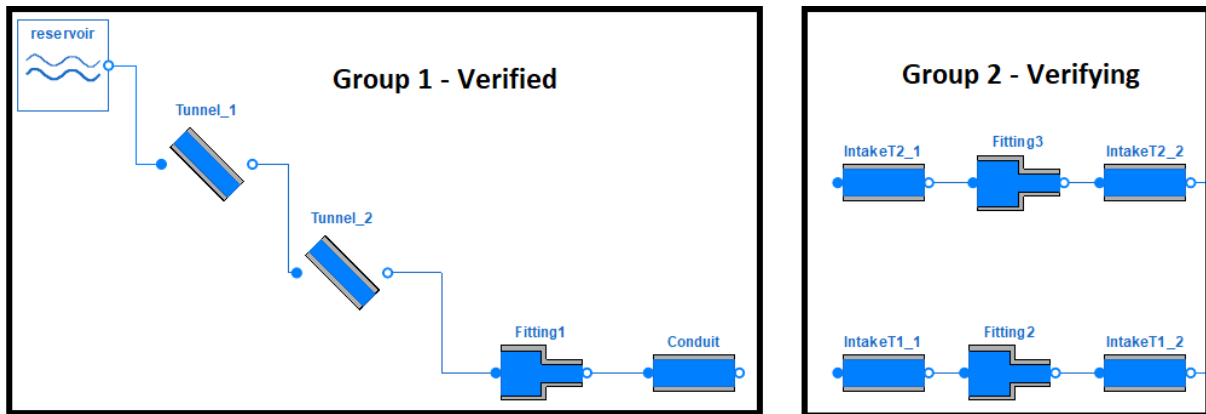 reservoir
Group 1 - Verified
Tunnel_1
Tunnel_2
Fitting1
Conduit
Group 2 - Verifying
Fitting3
IntakeT2_1
IntakeT2_2
Fitting2
IntakeT1_1
IntakeT1_2